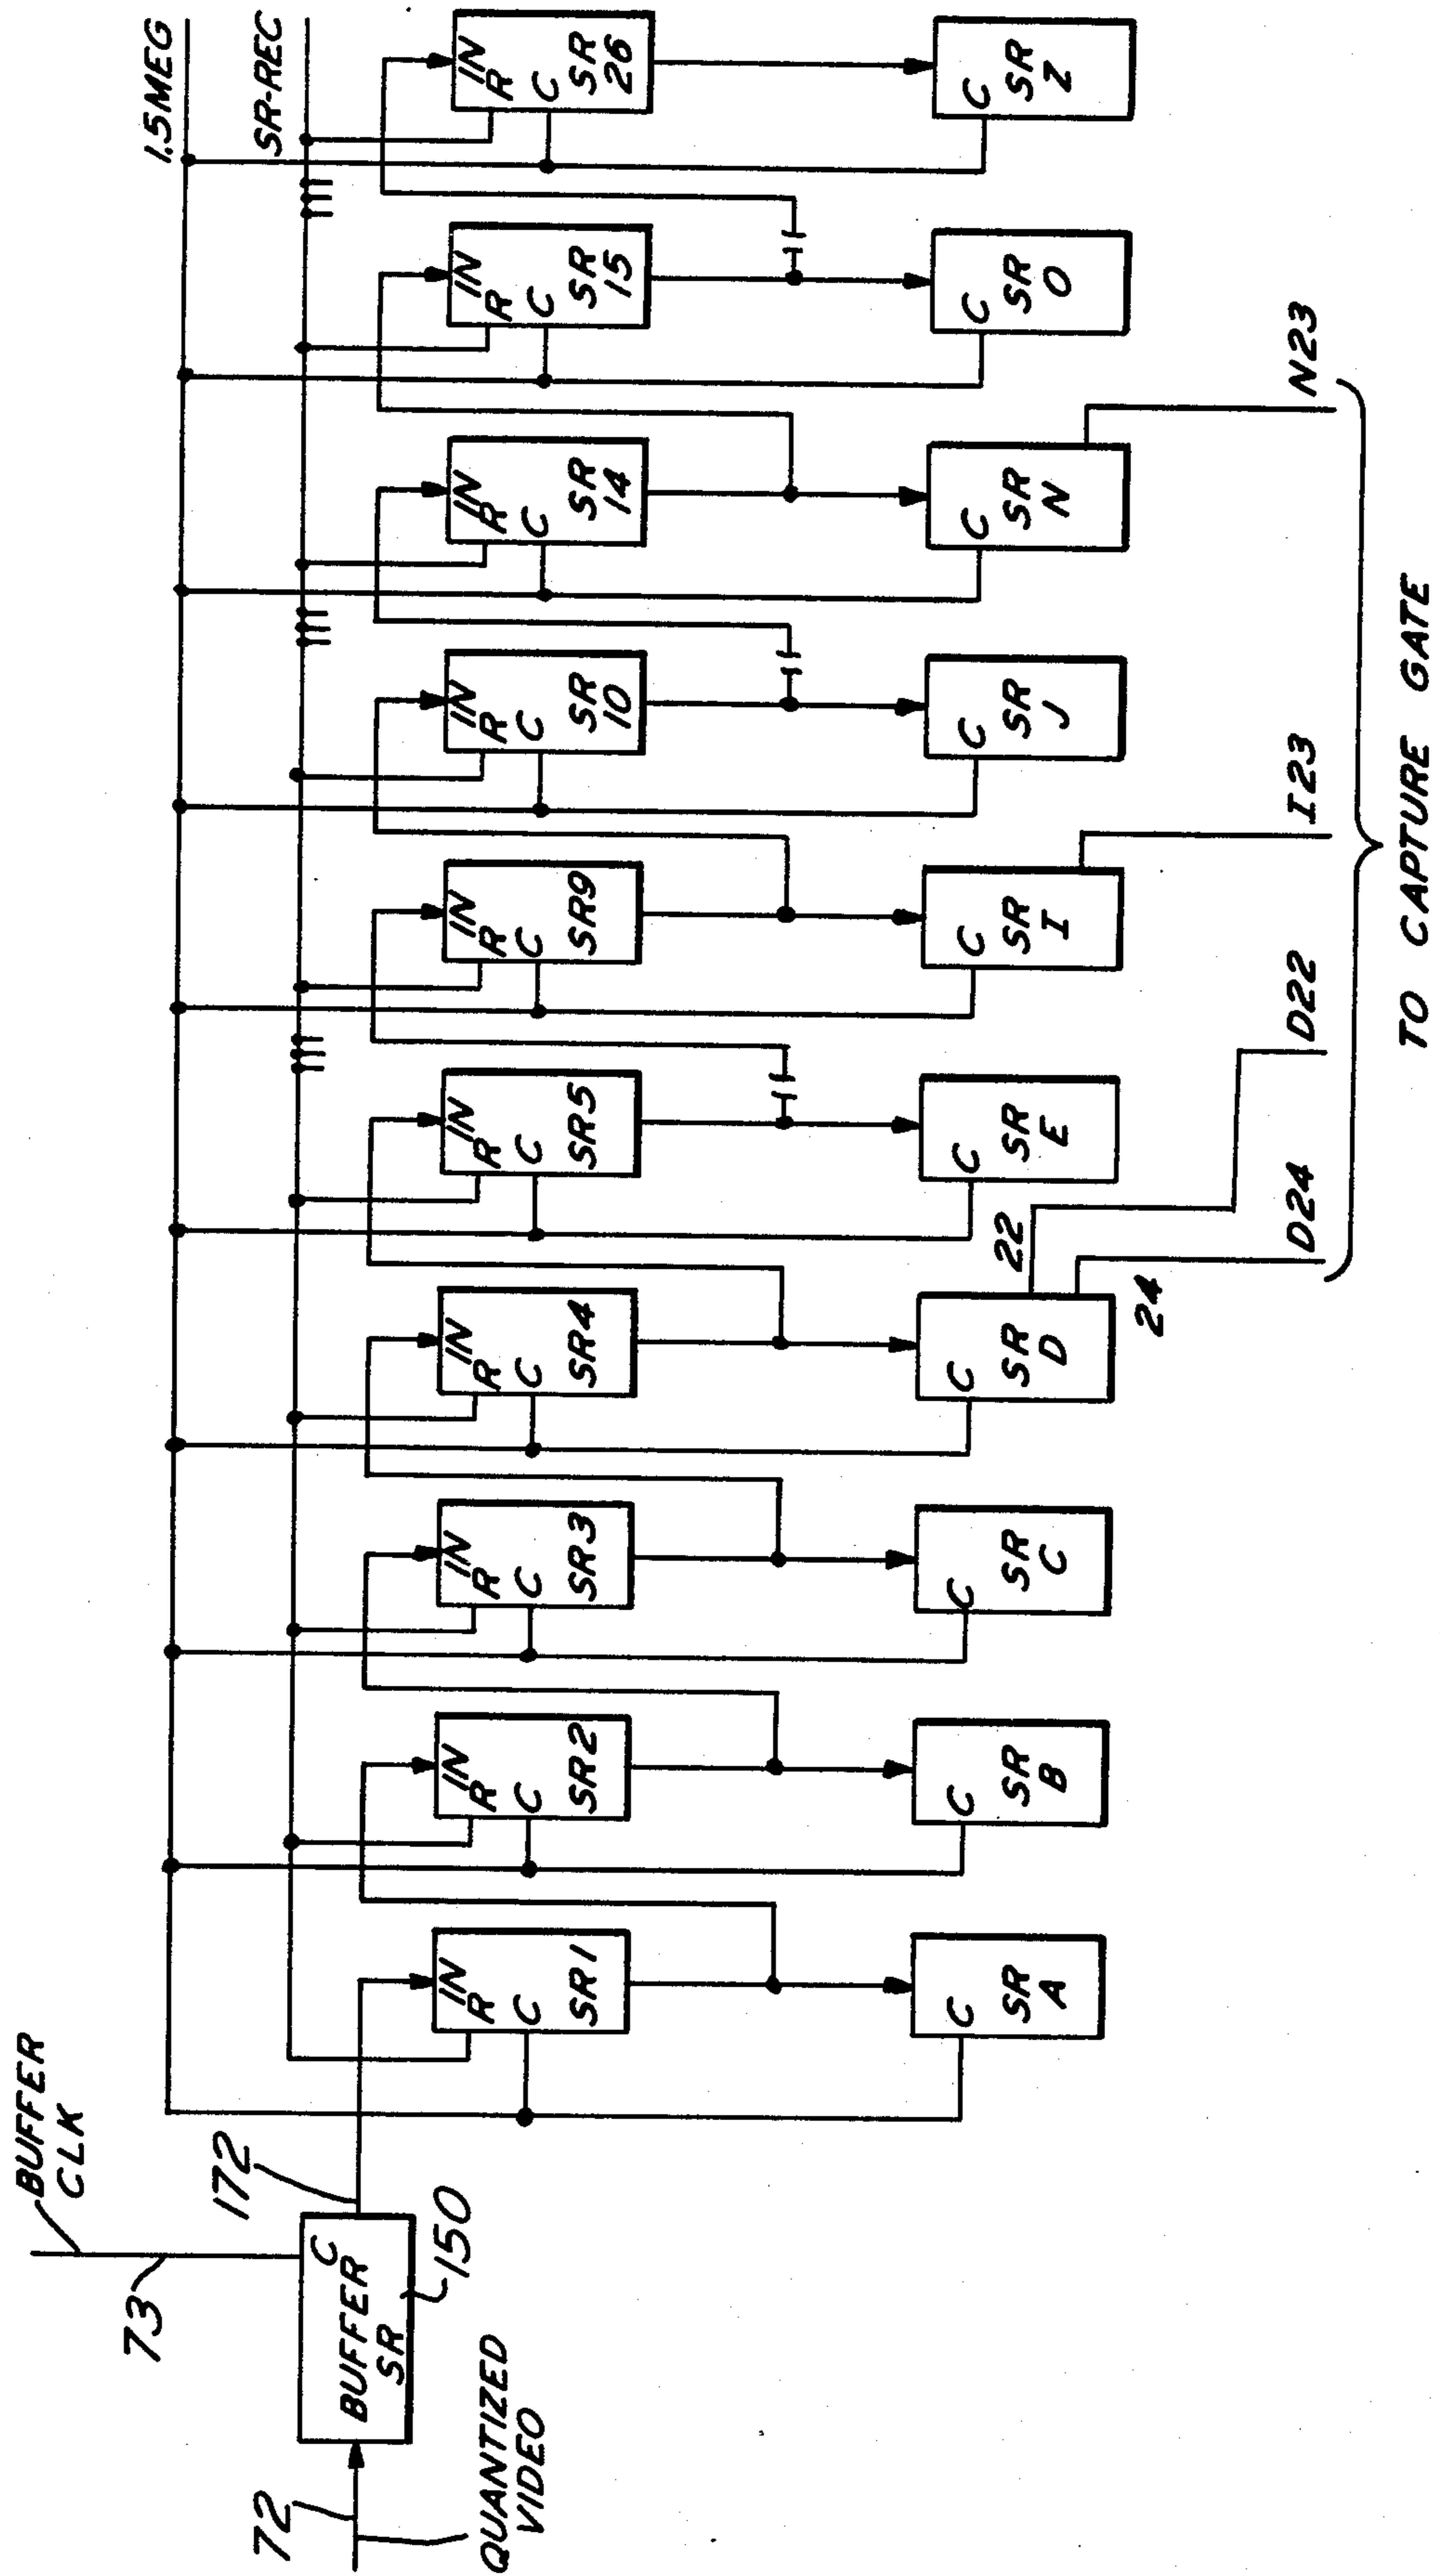 BUFFER
CLK
73
172
1.5MEG
SR-REC
C
BUFFER
SR
150
72
QUANTIZED
VIDEO
IN
R
C
SR1
IN
R
C
SR2
IN
R
C
SR3
IN
R
C
SR4
IN
R
C
SR5
IN
R
C
SR9
IN
R
C
SR
10
IN
R
C
SR
14
IN
R
C
SR
15
IN
R
C
SR
26
C
SR
A
C
SR
B
C
SR
C
C
SR
D
22
24
C
SR
E
C
SR
I
C
SR
J
C
SR
N
C
SR
O
C
SR
Z
D24
D22
I23
N23
TO CAPTURE GATE